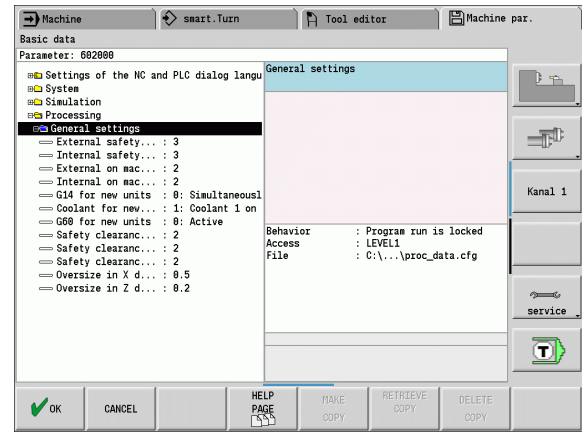 Machine
smart.Turn
Tool editor
Machine par.
Basic data
Parameter: 602000
Settings of the NC and PLC dialog langu
System
Simulation
Processing
General settings
External safety... : 3
Internal safety... : 3
External on mac... : 2
Internal on mac... : 2
G14 for new units : 0: Simultaneousl
Coolant for new... : 1: Coolant 1 on
G60 for new units : 0: Active
Safety clearanc... : 2
Safety clearanc... : 2
Safety clearanc... : 2
Oversize in X d... : 0.5
Oversize in Z d... : 0.2
General settings
Behavior : Program run is locked
Access : LEVEL1
File : C:\...\proc_data.cfg
Kanal 1
service
T
OK
CANCEL
HELP
PAGE
MAKE
COPY
RETRIEVE
COPY
DELETE
COPY